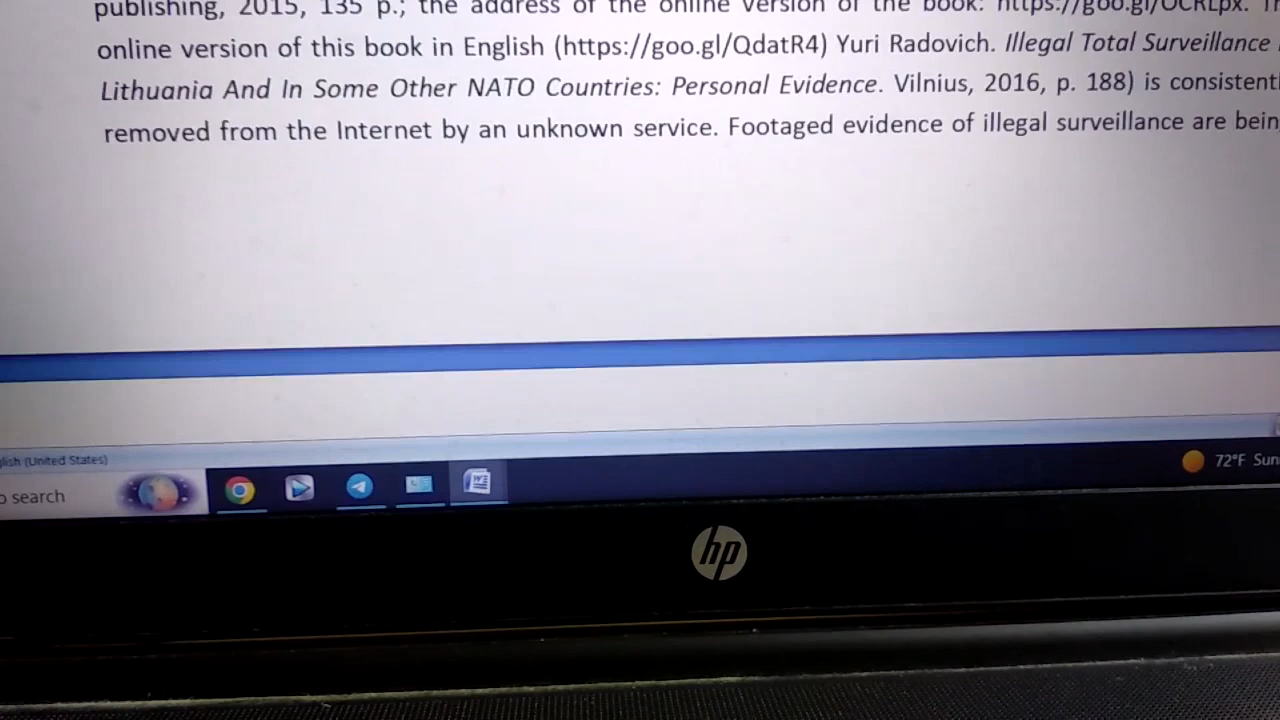 publishing, 2015, 135 p.; the address of the online version of the book: https://goo.gl/OCRLpx.
online version of this book in English (https://goo.gl/QdatR4) Yuri Radovich. Illegal Total Surveillance
Lithuania And In Some Other NATO Countries: Personal Evidence. Vilnius, 2016, p. 188) is consistentl
removed from the Internet by an unknown service. Footaged evidence of illegal surveillance are bein
glish (United States)
o search
72°F Sun
hp